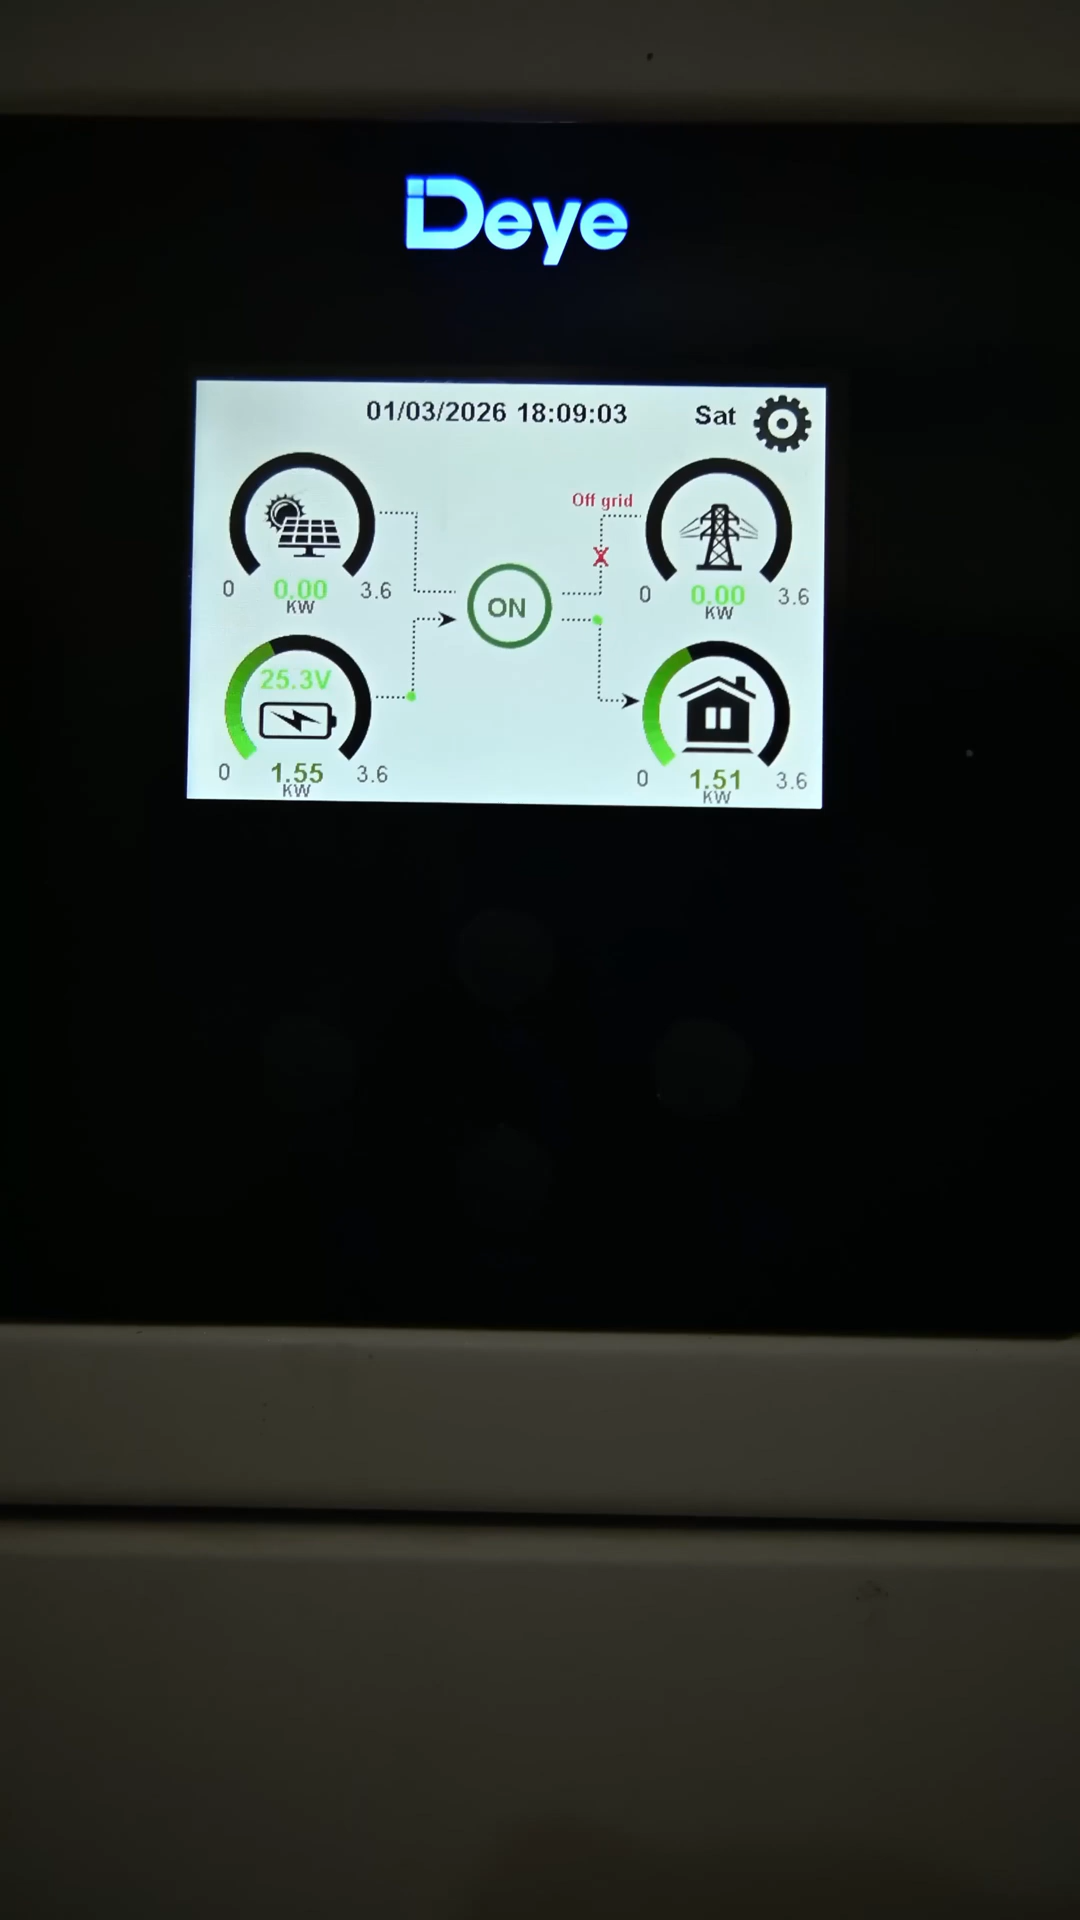 Deye
01/03/2026 18:09:03 Sat
Off grid
0 0.00 3.6
KW
ON
0 0.00 3.6
KW
25.3V
0 1.55 3.6
KW
0 1.51 3.6
KW